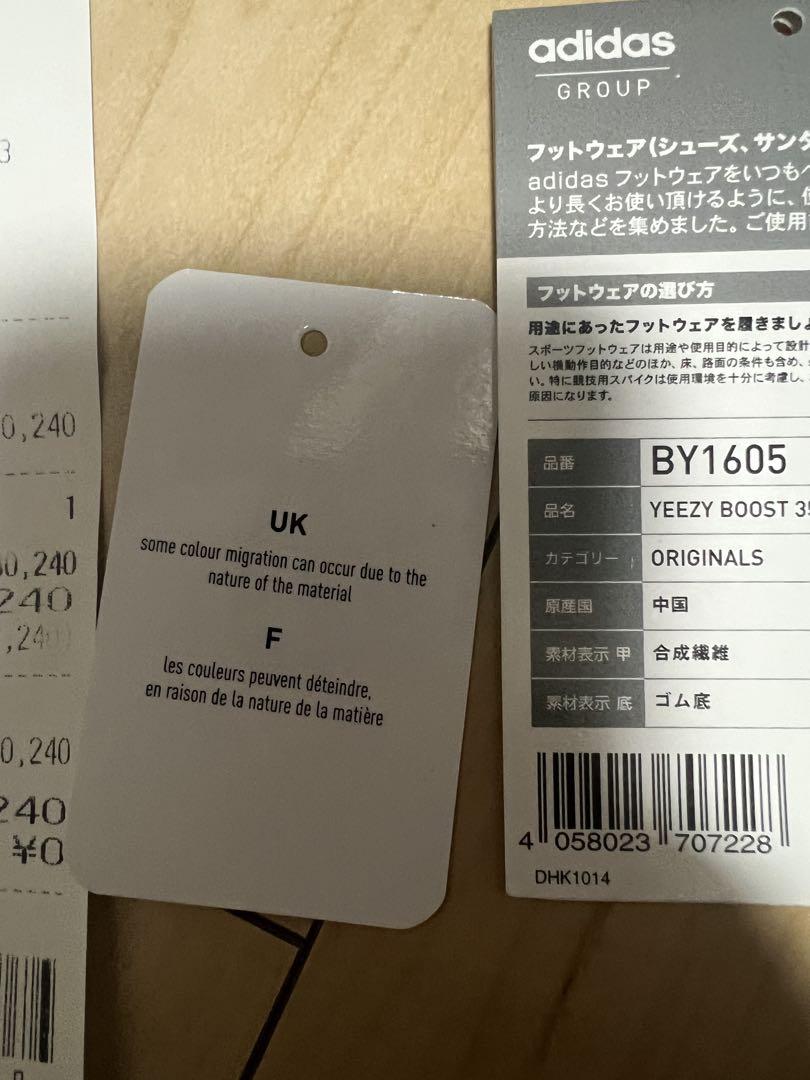 3
0,240
1
0,240
240
,240
0,240
240
¥0
UK
some colour migration can occur due to the
nature of the material
F
les couleurs peuvent déteindre,
en raison de la nature de la matière
adidas
GROUP
フットウェア(シューズ、サンダ
adidas フットウェアをいつもベ
より長くお使い頂けるように、使
方法などを集めました。ご使用
フットウェアの選び方
用途にあったフットウェアを履きましょ
スポーツフットウェアは用途や使用目的によって設計
しい機動作目的などのほか、床、路面の条件も含め、
い。特に競技用スパイクは使用環境を十分に考慮し、
原因になります。
品番 BY1605
品名 YEEZY BOOST 35
カテゴリー ORIGINALS
原産国 中国
素材表示 甲 合成繊維
素材表示 底 ゴム底
4 058023 707228
DHK1014